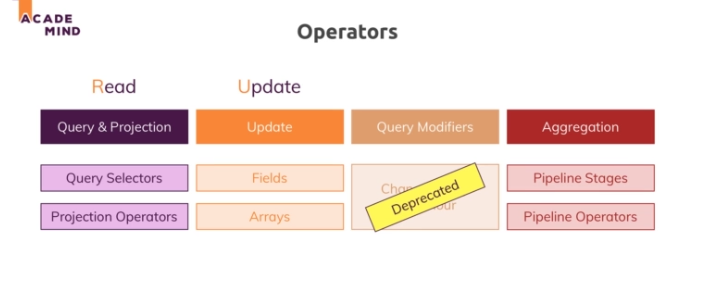 ACADE
MIND
Operators
Read
Update
Query & Projection
Update
Query Modifiers
Aggregation
Query Selectors
Fields
Deprecated
Pipeline Stages
Projection Operators
Arrays
Pipeline Operators